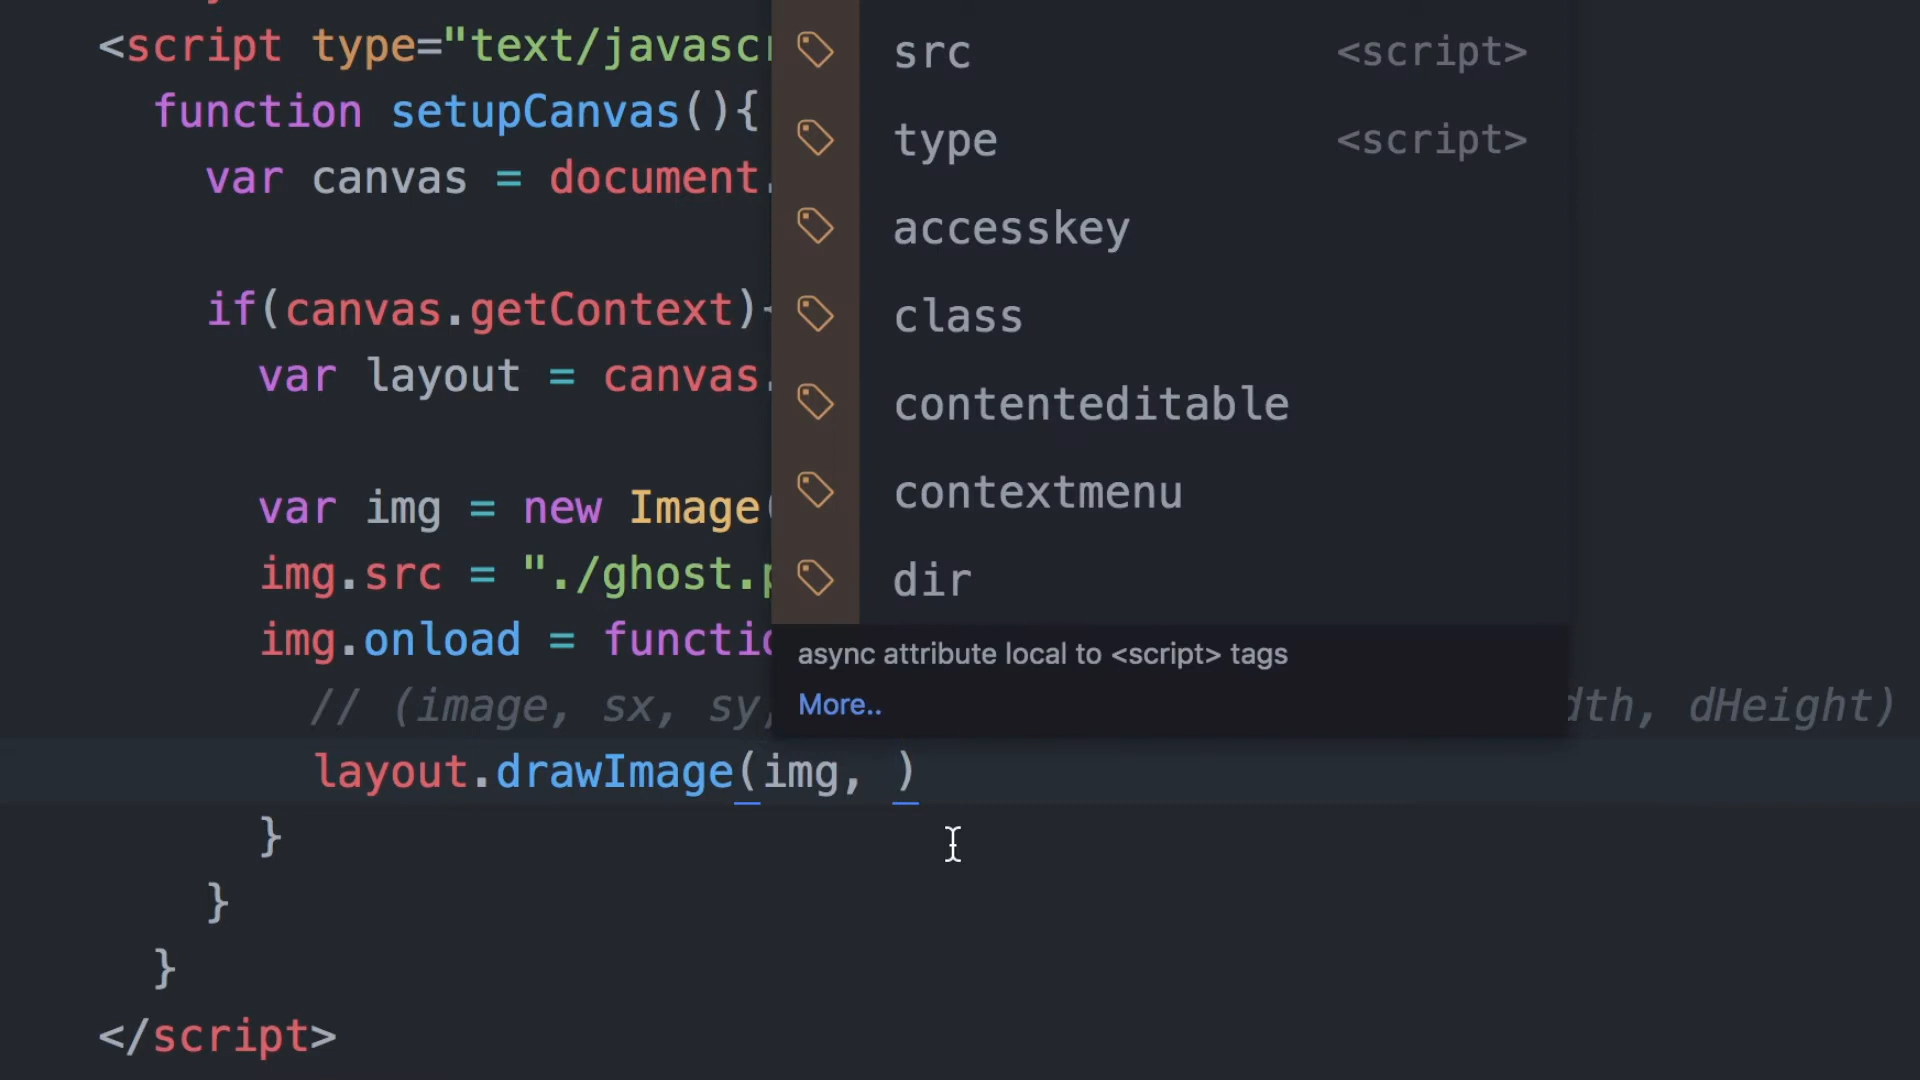 <script type="text/javascr
function setupCanvas(){
var canvas = document.
if(canvas.getContext){
var layout = canvas.
var img = new Image(
img.src = "./ghost.p
img.onload = functio
// (image, sx, sy, dth, dHeight)
layout.drawImage(img, )
}
}
}
</script>
src <script>
type <script>
accesskey
class
contenteditable
contextmenu
dir
async attribute local to <script> tags
More..